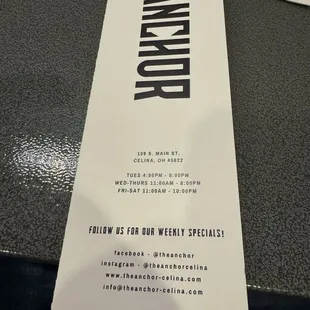 ANCHOR
109 S. MAIN ST.
CELINA, OH 45822
TUES 4:00PM - 8:00PM
WED-THURS 11:00AM - 8:00PM
FRI-SAT 11:00AM - 10:00PM
FOLLOW US FOR OUR WEEKLY SPECIALS!
facebook - @theanchor
instagram - @theanchorcelina
www.theanchor-celina.com
info@theanchor-celina.com